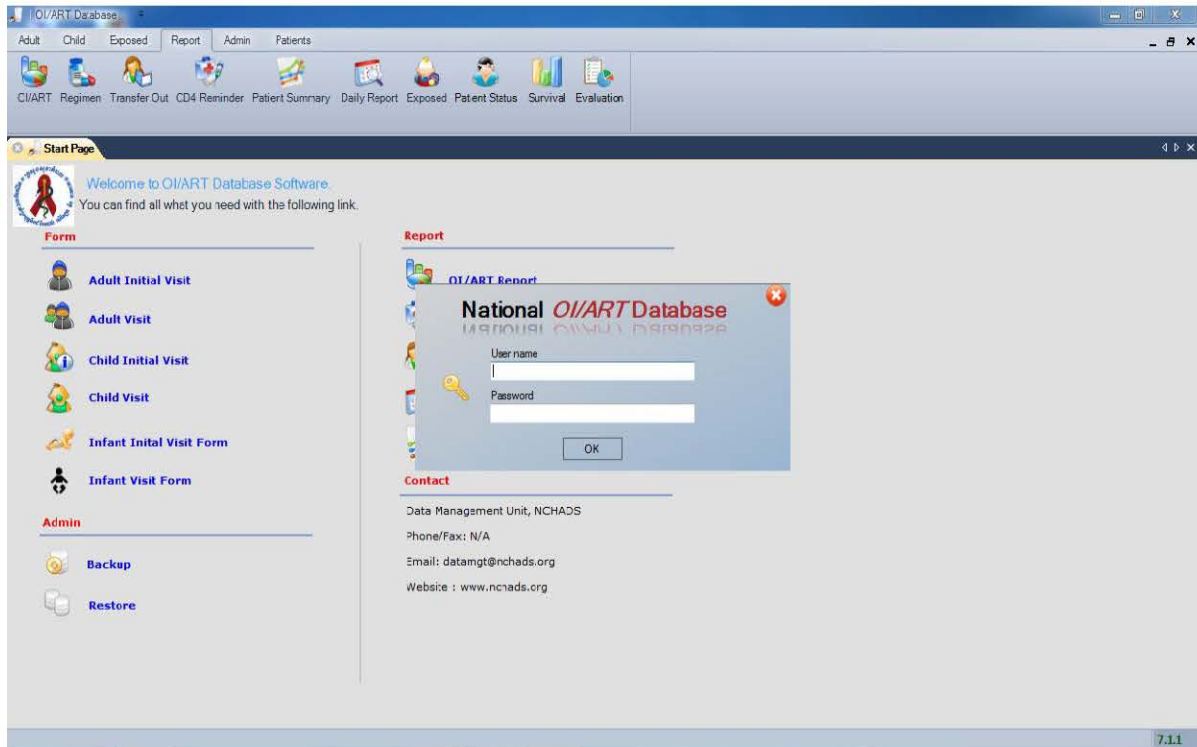 OI/ART Database
Adult Child Exposed Report Admin Patients
CI/ART Regimen Transfer Out CD4 Reminder Patient Summary Daily Report Exposed Patient Status Survival Evaluation
Start Page
Welcome to OI/ART Database Software.
You can find all what you need with the following link.
Form
Adult Initial Visit
Adult Visit
Child Initial Visit
Child Visit
Infant Inital Visit Form
Infant Visit Form
Admin
Backup
Restore
Report
OI/ART Report
National OI/ART Database
User name
Password
OK
Contact
Data Management Unit, NCHADS
Phone/Fax: N/A
Email: datamgt@nchads.org
Website : www.nchads.org
7.1.1